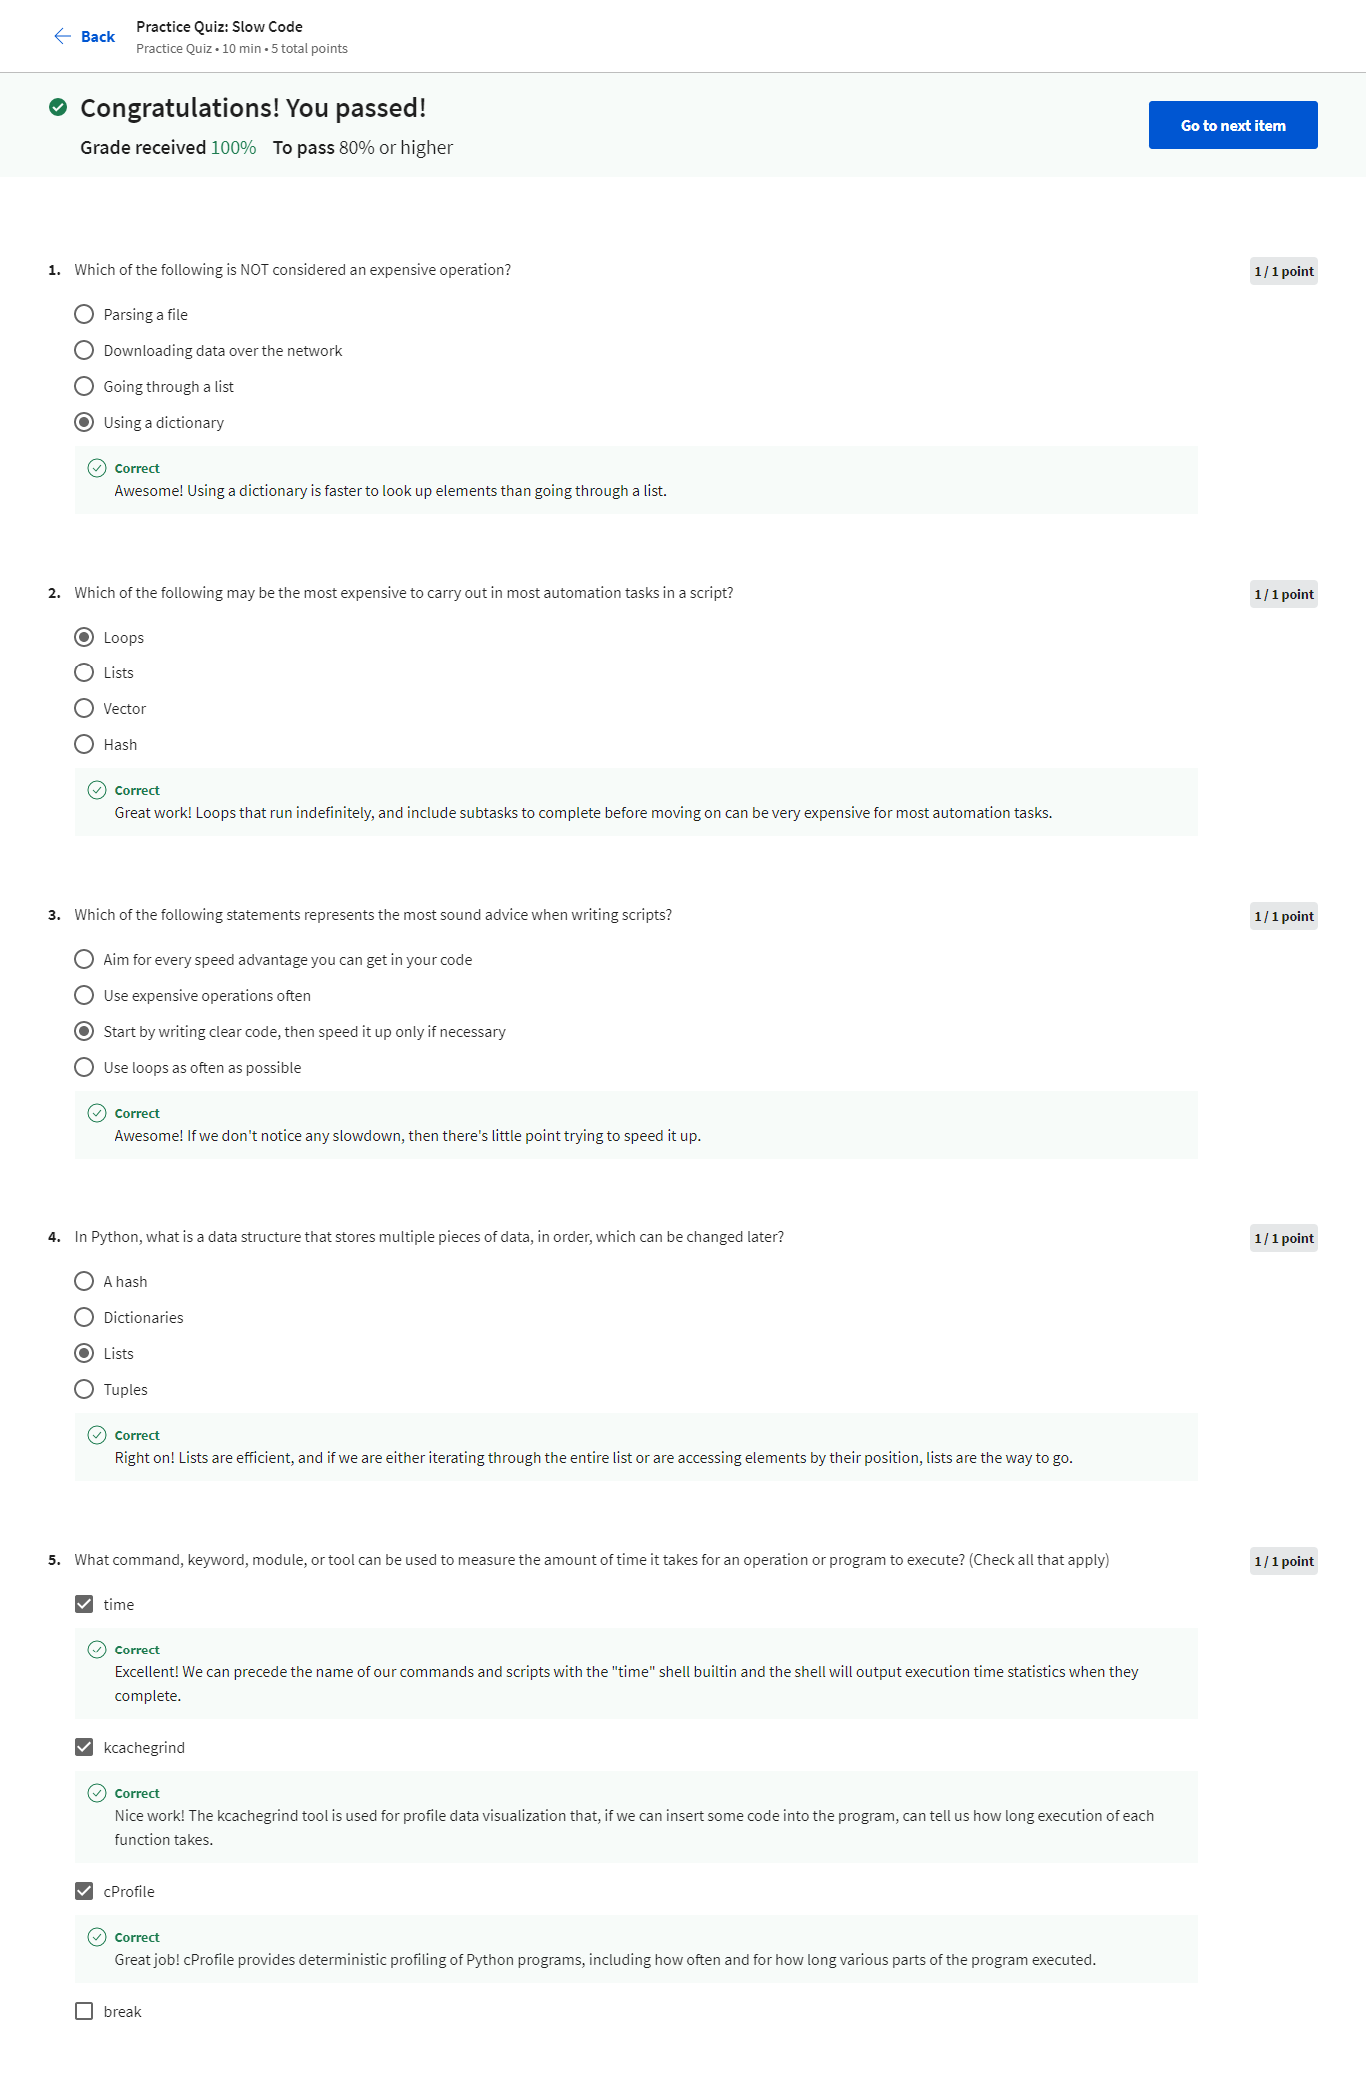 Back
Practice Quiz: Slow Code
Practice Quiz • 10 min • 5 total points
Congratulations! You passed!
Grade received 100% To pass 80% or higher
Go to next item
1. Which of the following is NOT considered an expensive operation?
1 / 1 point
Parsing a file
Downloading data over the network
Going through a list
Using a dictionary
Correct
Awesome! Using a dictionary is faster to look up elements than going through a list.
2. Which of the following may be the most expensive to carry out in most automation tasks in a script?
1 / 1 point
Loops
Lists
Vector
Hash
Correct
Great work! Loops that run indefinitely, and include subtasks to complete before moving on can be very expensive for most automation tasks.
3. Which of the following statements represents the most sound advice when writing scripts?
1 / 1 point
Aim for every speed advantage you can get in your code
Use expensive operations often
Start by writing clear code, then speed it up only if necessary
Use loops as often as possible
Correct
Awesome! If we don't notice any slowdown, then there's little point trying to speed it up.
4. In Python, what is a data structure that stores multiple pieces of data, in order, which can be changed later?
1 / 1 point
A hash
Dictionaries
Lists
Tuples
Correct
Right on! Lists are efficient, and if we are either iterating through the entire list or are accessing elements by their position, lists are the way to go.
5. What command, keyword, module, or tool can be used to measure the amount of time it takes for an operation or program to execute? (Check all that apply)
1 / 1 point
time
Correct
Excellent! We can precede the name of our commands and scripts with the "time" shell builtin and the shell will output execution time statistics when they
complete.
kcachegrind
Correct
Nice work! The kcachegrind tool is used for profile data visualization that, if we can insert some code into the program, can tell us how long execution of each
function takes.
cProfile
Correct
Great job! cProfile provides deterministic profiling of Python programs, including how often and for how long various parts of the program executed.
break